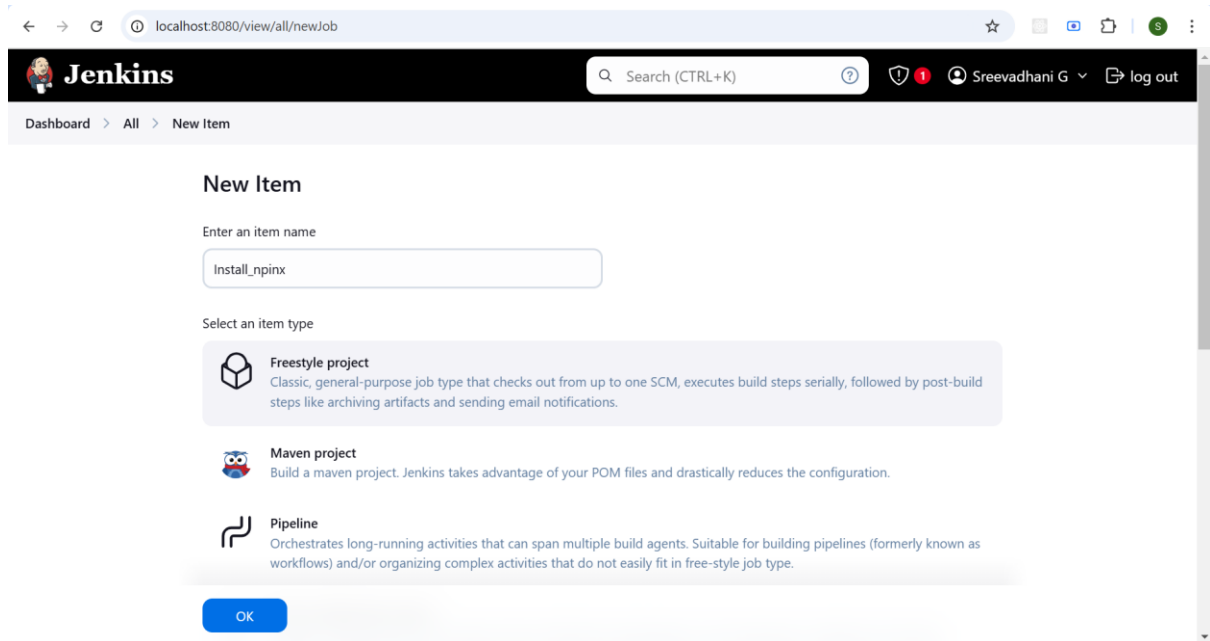 localhost:8080/view/all/newJob
S
Jenkins
Search (CTRL+K)
?
1
Sreevadhani G
log out
Dashboard > All > New Item
New Item
Enter an item name
Install_npinx
Select an item type
Freestyle project
Classic, general-purpose job type that checks out from up to one SCM, executes build steps serially, followed by post-build
steps like archiving artifacts and sending email notifications.
Maven project
Build a maven project. Jenkins takes advantage of your POM files and drastically reduces the configuration.
Pipeline
Orchestrates long-running activities that can span multiple build agents. Suitable for building pipelines (formerly known as
workflows) and/or organizing complex activities that do not easily fit in free-style job type.
OK